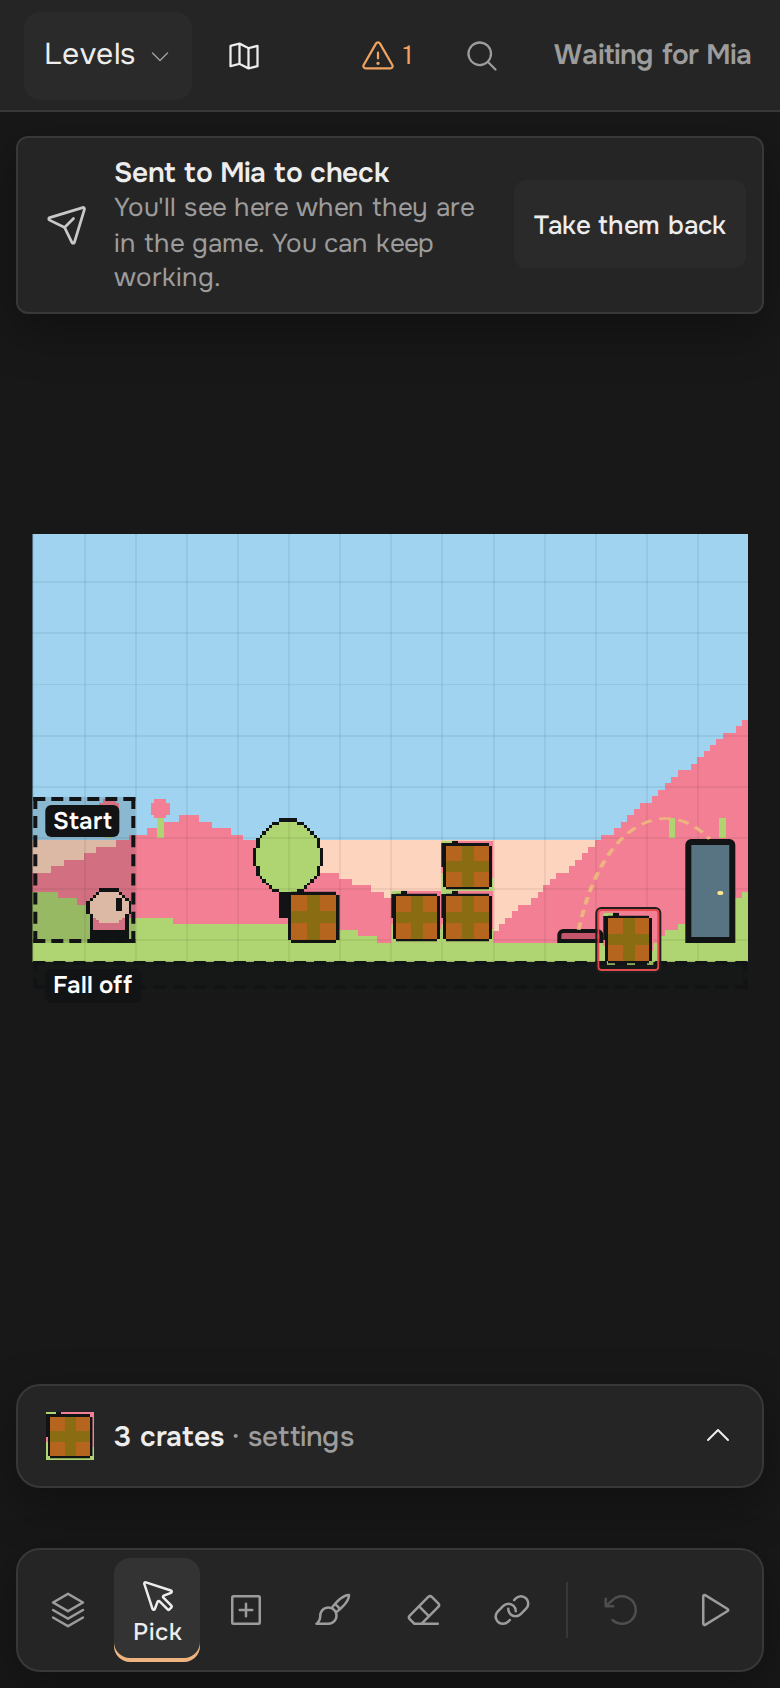 Levels
1
Waiting for Mia
Sent to Mia to check
You'll see here when they are
in the game. You can keep
working.
Take them back
Start
Fall off
3 crates · settings
Pick